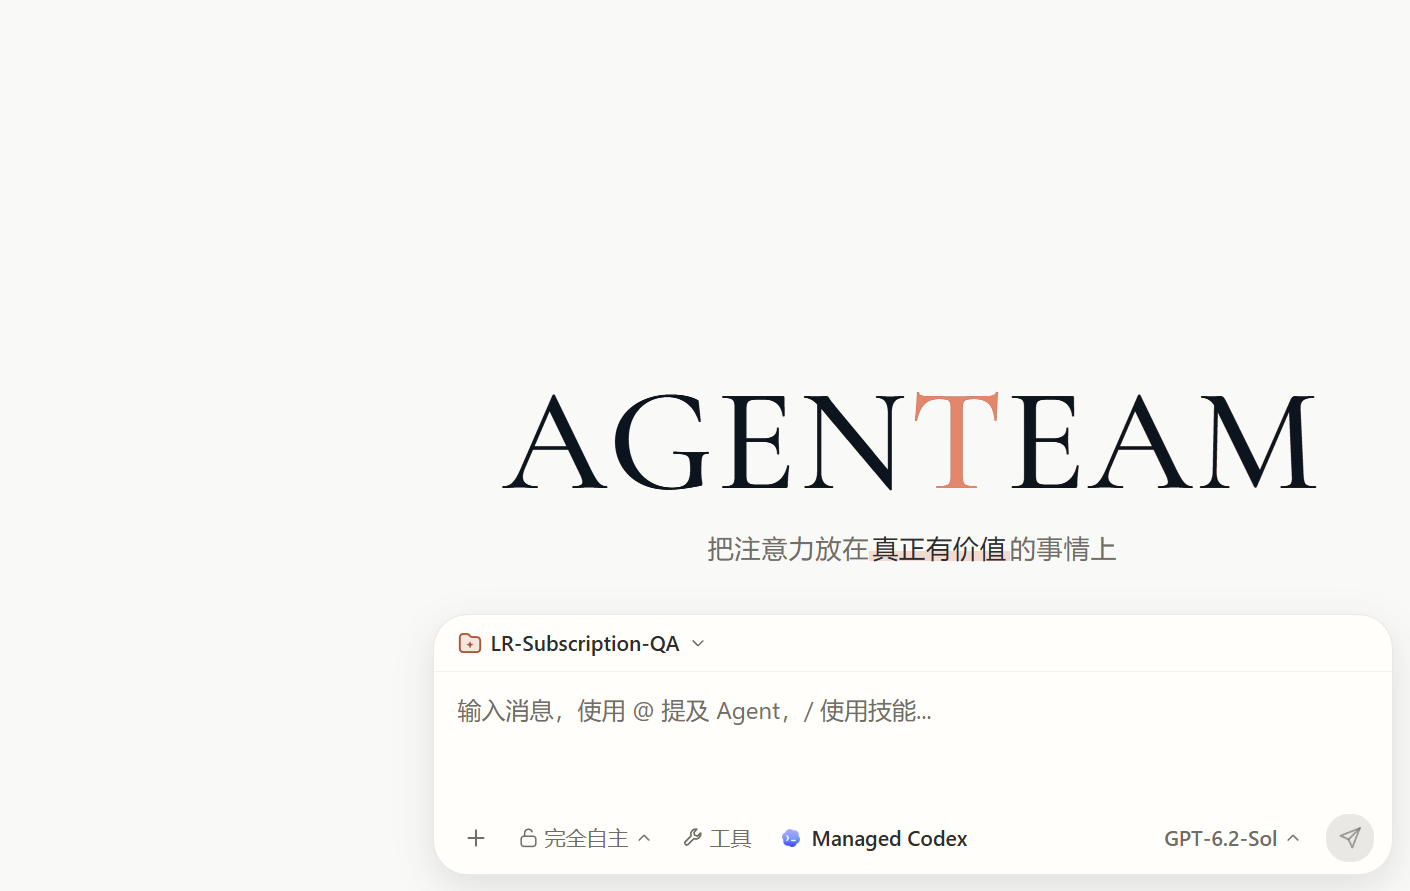 AGENTEAM
把注意力放在真正有价值的事情上
LR-Subscription-QA
输入消息，使用 @ 提及 Agent，/ 使用技能...
完全自主 工具 Managed Codex GPT-6.2-Sol